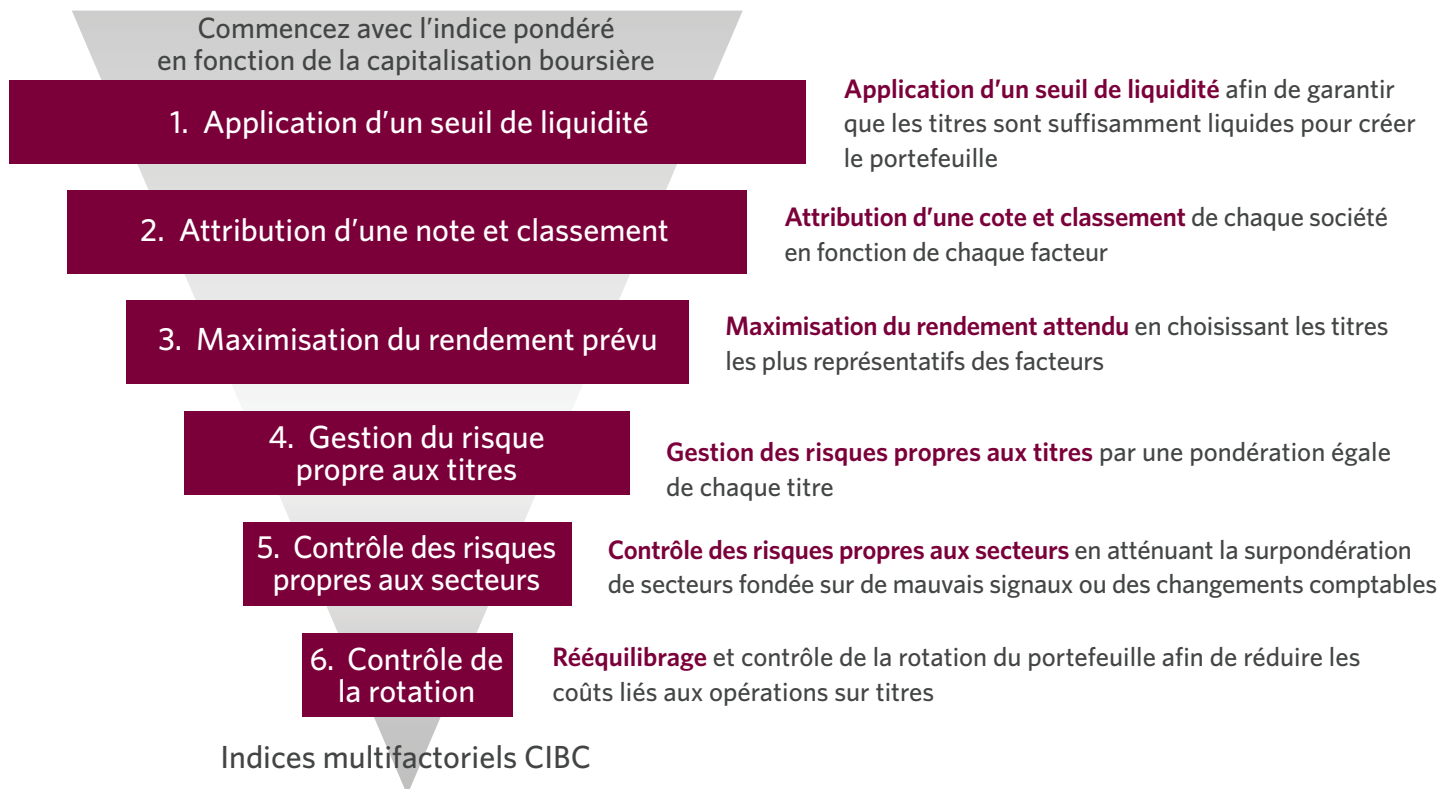 Commencez avec l'indice pondéré
en fonction de la capitalisation boursière
1. Application d'un seuil de liquidité
Application d'un seuil de liquidité afin de garantir
que les titres sont suffisamment liquides pour créer
le portefeuille
2. Attribution d'une note et classement
Attribution d'une cote et classement de chaque société
en fonction de chaque facteur
3. Maximisation du rendement prévu
Maximisation du rendement attendu en choisissant les titres
les plus représentatifs des facteurs
4. Gestion du risque
propre aux titres
Gestion des risques propres aux titres par une pondération égale
de chaque titre
5. Contrôle des risques
propres aux secteurs
Contrôle des risques propres aux secteurs en atténuant la surpondération
de secteurs fondée sur de mauvais signaux ou des changements comptables
6. Contrôle de
la rotation
Rééquilibrage et contrôle de la rotation du portefeuille afin de réduire les
coûts liés aux opérations sur titres
Indices multifactoriels CIBC